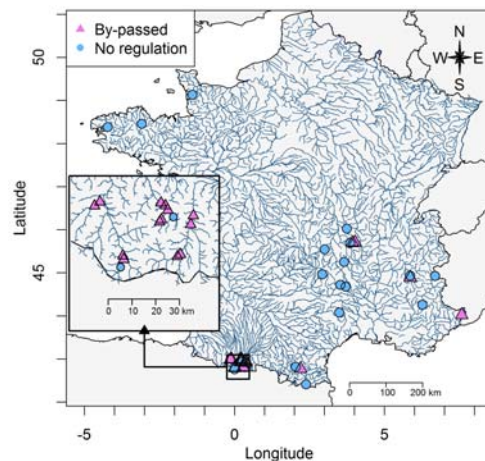 By-passed
No regulation
N
W E
S
50
45
Latitude
0 10 20 30 km
0 100 200 km
-5 0 5
Longitude